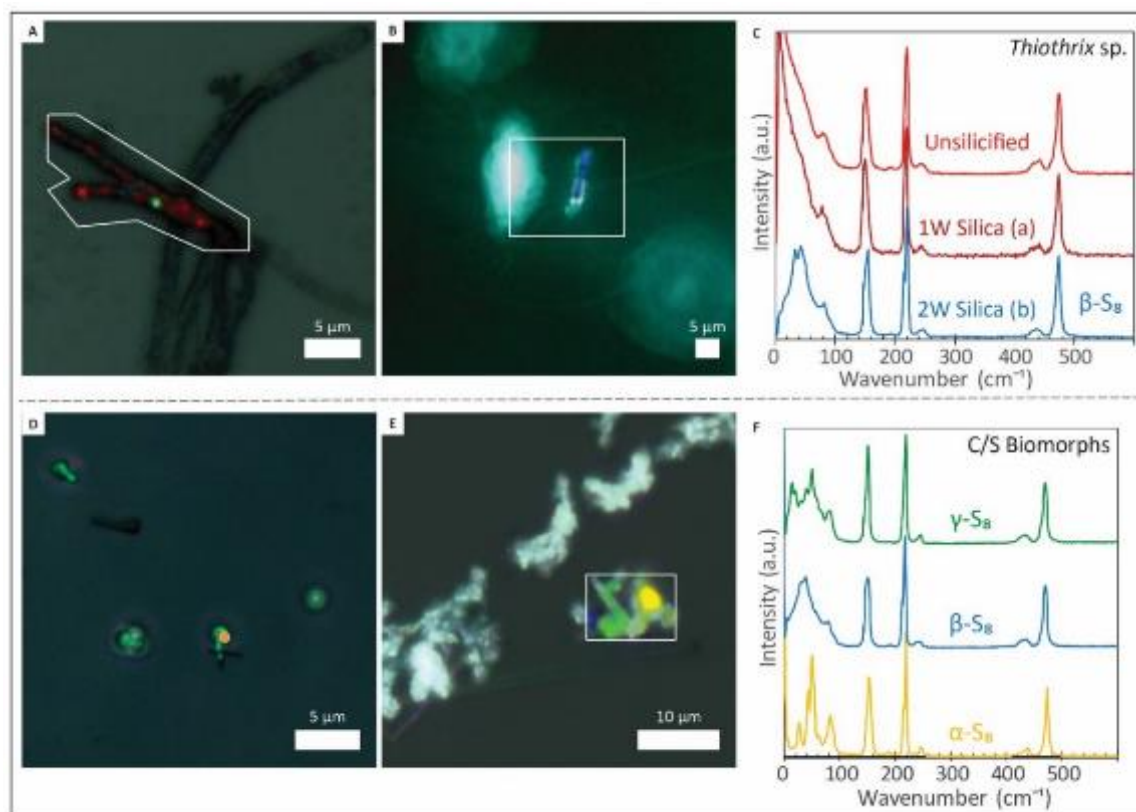 A
5 µm
B
5 µm
C
Thiothrix sp.
Unsilicified
1W Silica (a)
2W Silica (b)
β-S₈
Intensity (a.u.)
0 100 200 300 400 500
Wavenumber (cm⁻¹)
D
5 µm
E
10 µm
F
C/S Biomorphs
γ-S₈
β-S₈
α-S₈
Intensity (a.u.)
0 100 200 300 400 500
Wavenumber (cm⁻¹)